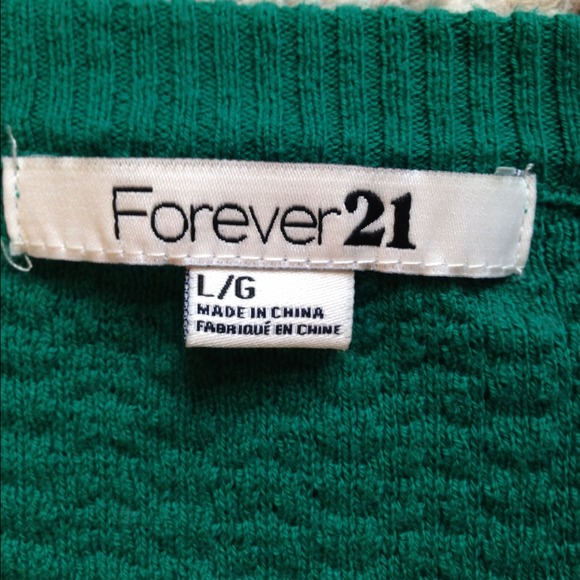 Forever21
L/G
MADE IN CHINA
FABRIQUÉ EN CHINE